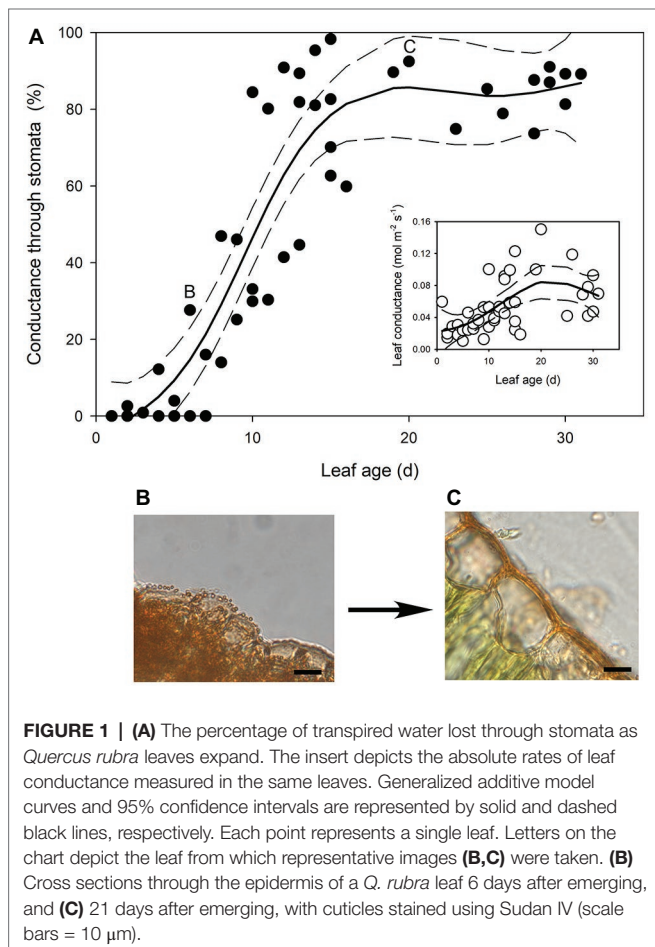 A
100
80
60
40
20
0
Conductance through stomata (%)
C
B
0.16
0.12
0.08
0.04
0.00
Leaf conductance (mol m⁻² s⁻¹)
0 10 20 30
Leaf age (d)
0 10 20 30
Leaf age (d)
B
C
FIGURE 1 | (A) The percentage of transpired water lost through stomata as
Quercus rubra leaves expand. The insert depicts the absolute rates of leaf
conductance measured in the same leaves. Generalized additive model
curves and 95% confidence intervals are represented by solid and dashed
black lines, respectively. Each point represents a single leaf. Letters on the
chart depict the leaf from which representative images (B,C) were taken. (B)
Cross sections through the epidermis of a Q. rubra leaf 6 days after emerging,
and (C) 21 days after emerging, with cuticles stained using Sudan IV (scale
bars = 10 μm).